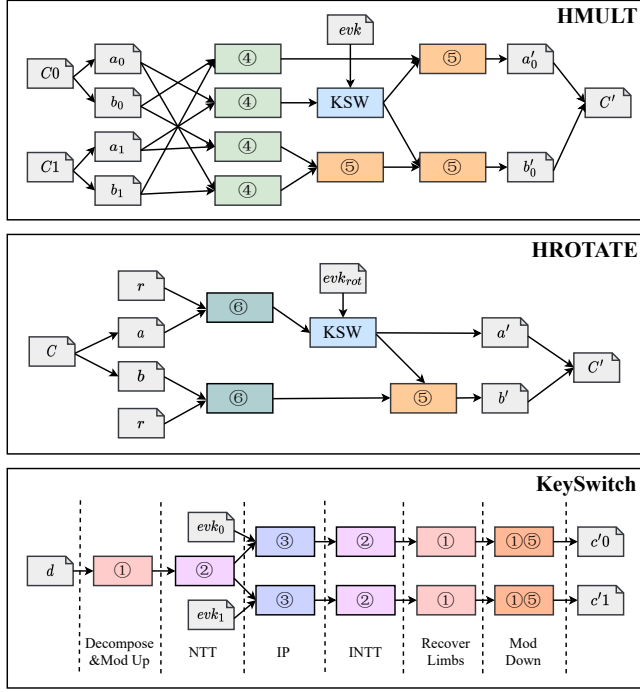 HMULT
evk
C0
a₀
④
⑤
a′₀
b₀
④
KSW
C′
C1
a₁
④
⑤
⑤
b′₀
b₁
④
HROTATE
r
evkᵣₒₜ
⑥
C
a
KSW
a′
C′
b
⑥
⑤
b′
r
KeySwitch
evk₀
③
②
①
①⑤
c′0
d
①
②
evk₁
③
②
①
①⑤
c′1
Decompose
&Mod Up
NTT
IP
INTT
Recover
Limbs
Mod
Down